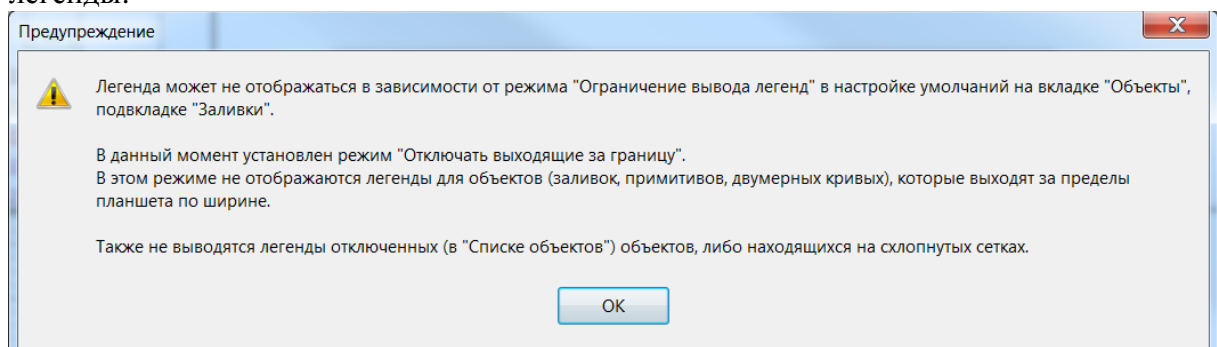 легенды.
Предупреждение
X
Легенда может не отображаться в зависимости от режима "Ограничение вывода легенд" в настройке умолчаний на вкладке "Объекты",
подвкладке "Заливки".
В данный момент установлен режим "Отключать выходящие за границу".
В этом режиме не отображаются легенды для объектов (заливок, примитивов, двумерных кривых), которые выходят за пределы
планшета по ширине.
Также не выводятся легенды отключенных (в "Списке объектов") объектов, либо находящихся на схлопнутых сетках.
OK